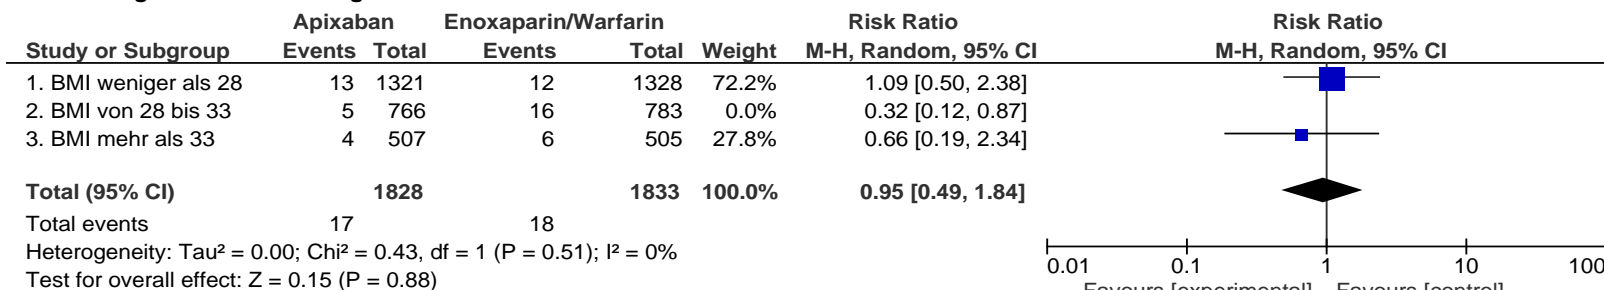 Apixaban Enoxaparin/Warfarin Risk Ratio Risk Ratio
Study or Subgroup Events Total Events Total Weight M-H, Random, 95% CI M-H, Random, 95% CI
1. BMI weniger als 28 13 1321 12 1328 72.2% 1.09 [0.50, 2.38]
2. BMI von 28 bis 33 5 766 16 783 0.0% 0.32 [0.12, 0.87]
3. BMI mehr als 33 4 507 6 505 27.8% 0.66 [0.19, 2.34]
Total (95% CI) 1828 1833 100.0% 0.95 [0.49, 1.84]
Total events 17 18
Heterogeneity: Tau² = 0.00; Chi² = 0.43, df = 1 (P = 0.51); I² = 0%
Test for overall effect: Z = 0.15 (P = 0.88)
0.01 0.1 1 10 100
Favours [experimental] Favours [control]